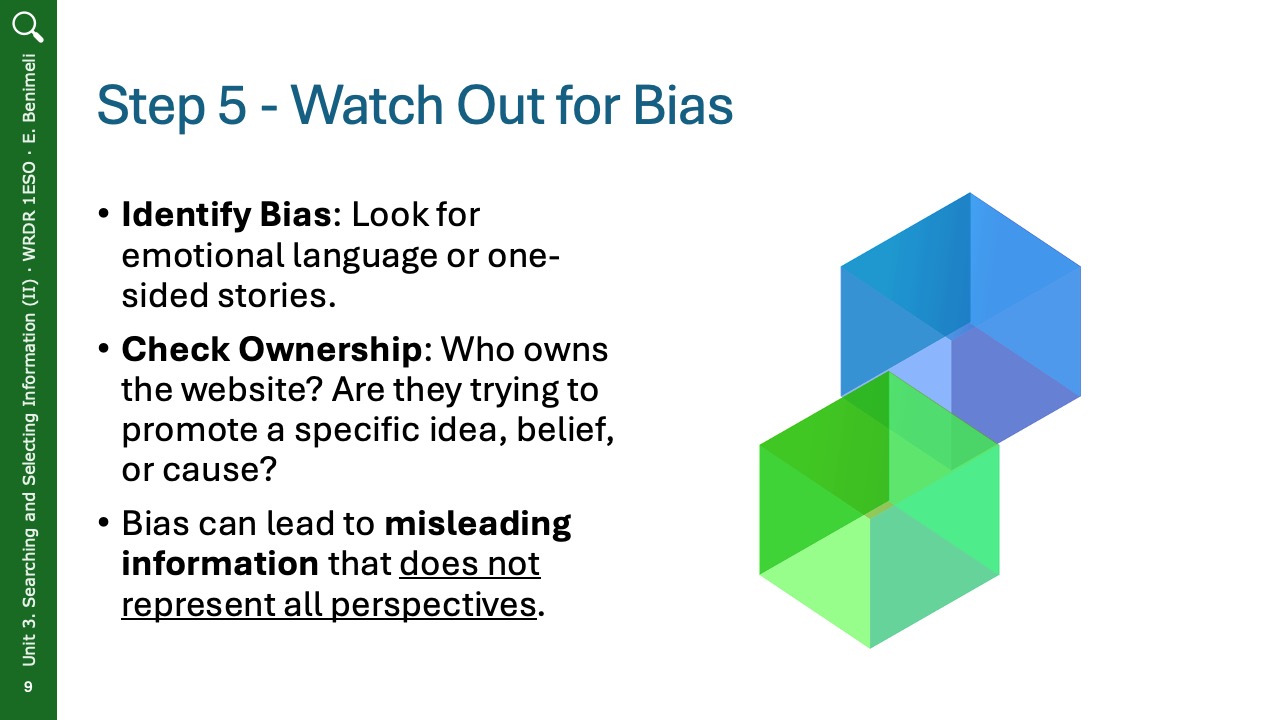 Unit 3. Searching and Selecting Information (II) · WRDR 1ESO · E. Benimeli
9
Step 5 - Watch Out for Bias
• Identify Bias: Look for
emotional language or one-
sided stories.
• Check Ownership: Who owns
the website? Are they trying to
promote a specific idea, belief,
or cause?
• Bias can lead to misleading
information that does not
represent all perspectives.